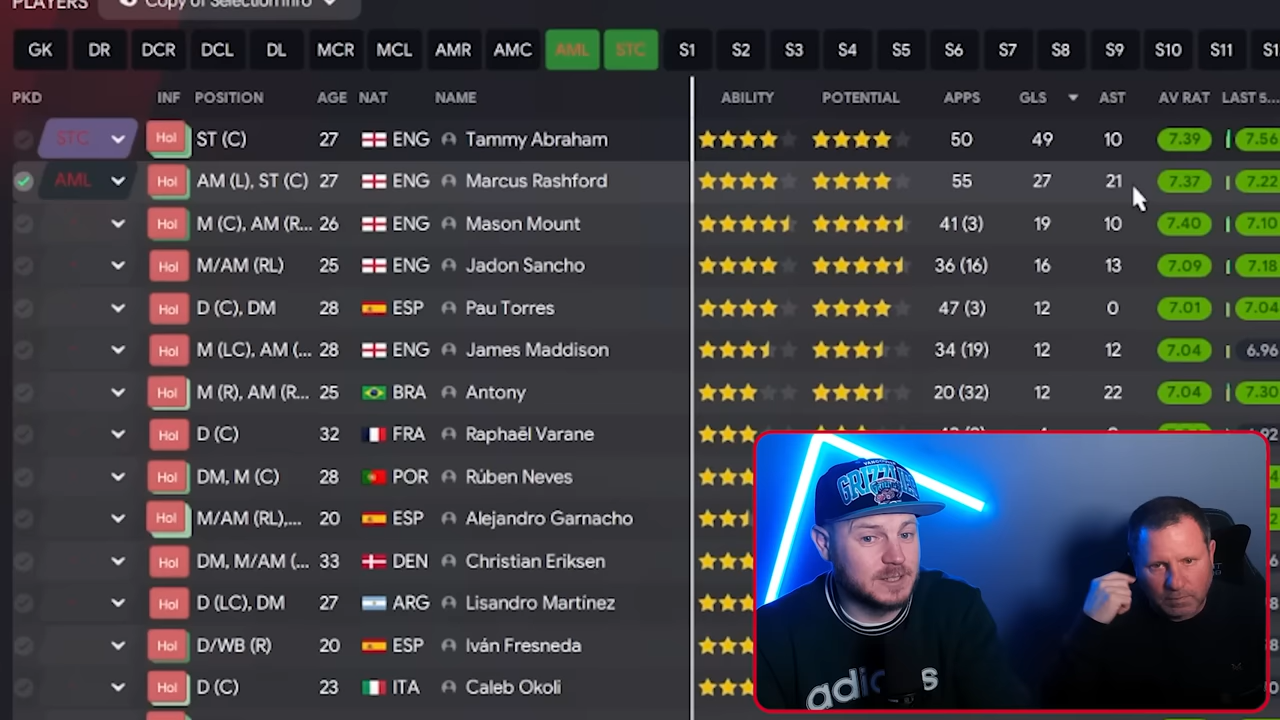 PLAYERS Copy of Selection Info
GK DR DCR DCL DL MCR MCL AMR AMC AML STC S1 S2 S3 S4 S5 S6 S7 S8 S9 S10 S11
PKD INF POSITION AGE NAT NAME ABILITY POTENTIAL APPS GLS AST AV RAT LAST 5...
STC Hol ST (C) 27 ENG Tammy Abraham 50 49 10 7.39 7.56
AML Hol AM (L), ST (C) 27 ENG Marcus Rashford 55 27 21 7.37 7.22
Hol M (C), AM (R... 26 ENG Mason Mount 41 (3) 19 10 7.40 7.10
Hol M/AM (RL) 25 ENG Jadon Sancho 36 (16) 16 13 7.09 7.18
Hol D (C), DM 28 ESP Pau Torres 47 (3) 12 0 7.01 7.04
Hol M (LC), AM (... 28 ENG James Maddison 34 (19) 12 12 7.04 6.96
Hol M (R), AM (R... 25 BRA Antony 20 (32) 12 22 7.04 7.30
Hol D (C) 32 FRA Raphaël Varane
Hol DM, M (C) 28 POR Rúben Neves
Hol M/AM (RL),... 20 ESP Alejandro Garnacho
Hol DM, M/AM (... 33 DEN Christian Eriksen
Hol D (LC), DM 27 ARG Lisandro Martínez
Hol D/WB (R) 20 ESP Iván Fresneda
Hol D (C) 23 ITA Caleb Okoli
GRIZZLIES
adidas